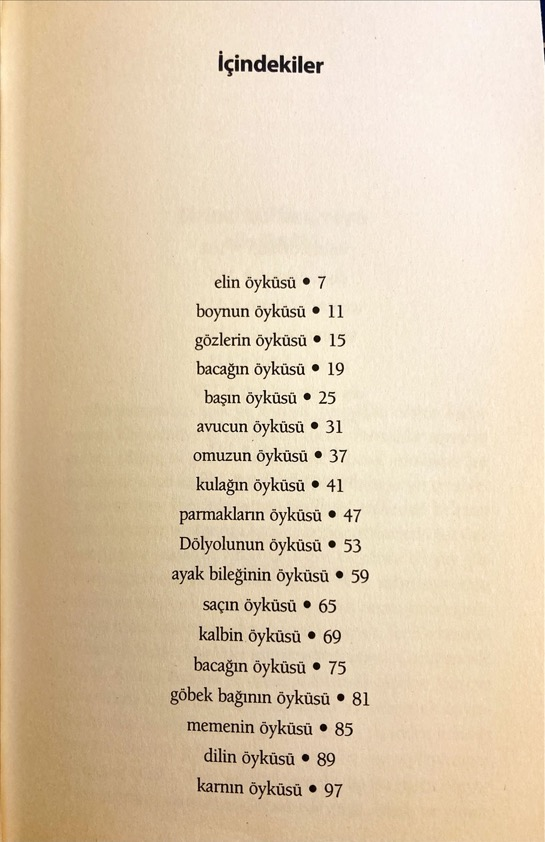 İçindekiler
elin öyküsü • 7
boynun öyküsü • 11
gözlerin öyküsü • 15
bacağın öyküsü • 19
başın öyküsü • 25
avucun öyküsü • 31
omuzun öyküsü • 37
kulağın öyküsü • 41
parmakların öyküsü • 47
Dölyolunun öyküsü • 53
ayak bileğinin öyküsü • 59
saçın öyküsü • 65
kalbin öyküsü • 69
bacağın öyküsü • 75
göbek bağının öyküsü • 81
memenin öyküsü • 85
dilin öyküsü • 89
karnın öyküsü • 97